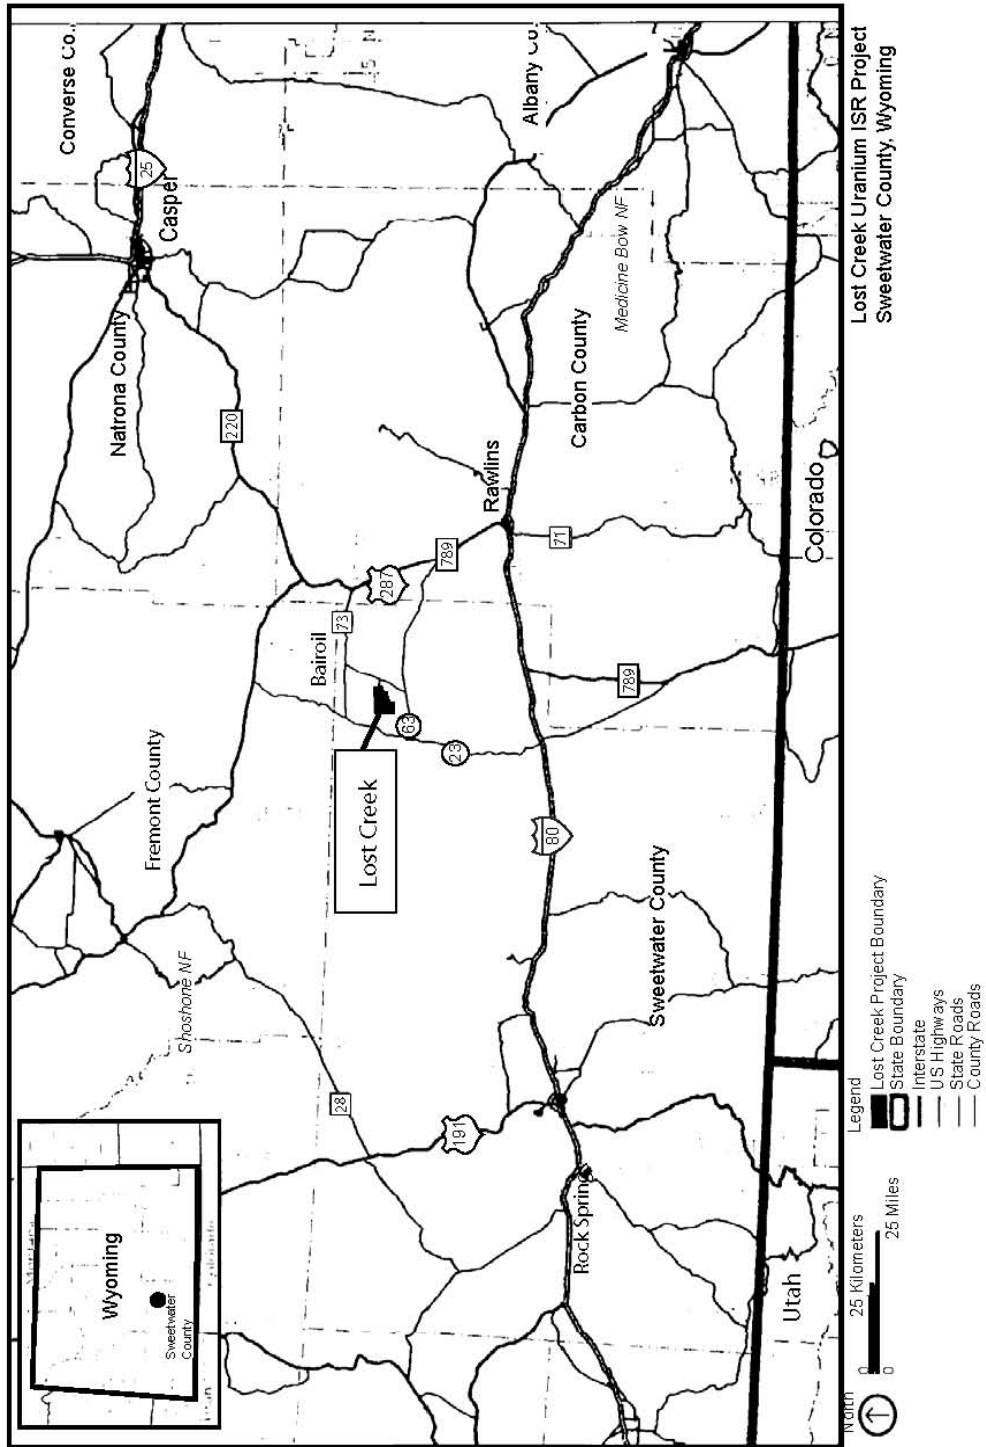 Wyoming
Sweetwater
County
Shoshone NF
Fremont County
Natrona County
Casper
Converse Co.,
25
220
28
191
Lost Creek
Bairoil
73
287
63
23
789
Rawlins
Albany Co.
Rock Spring
80
789
71
Carbon County
Medicine Bow NF
Sweetwater County
Utah
Colorado
North
0 25 Kilometers
0 25 Miles
Legend
Lost Creek Project Boundary
State Boundary
Interstate
US Highways
State Roads
County Roads
Lost Creek Uranium ISR Project
Sweetwater County, Wyoming